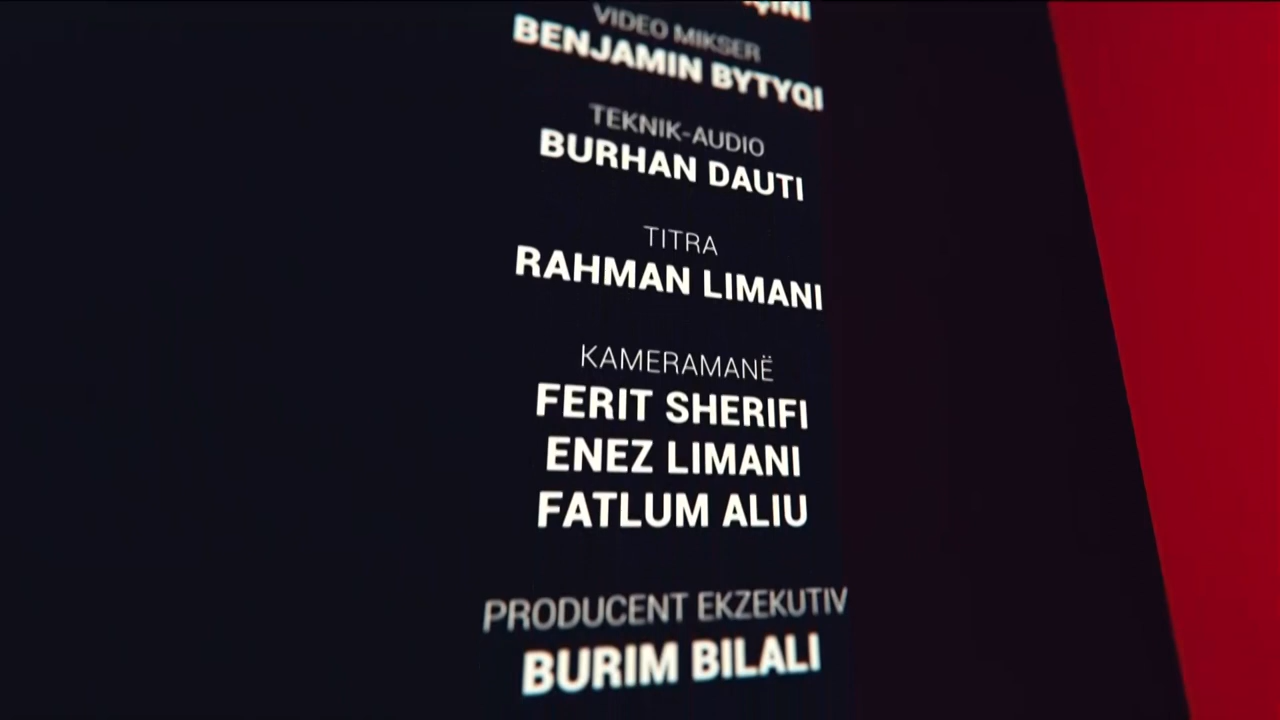 VIDEO MIKSER
BENJAMIN BYTYQI
TEKNIK-AUDIO
BURHAN DAUTI
TITRA
RAHMAN LIMANI
KAMERAMANË
FERIT SHERIFI
ENEZ LIMANI
FATLUM ALIU
PRODUCENT EKZEKUTIV
BURIM BILALI